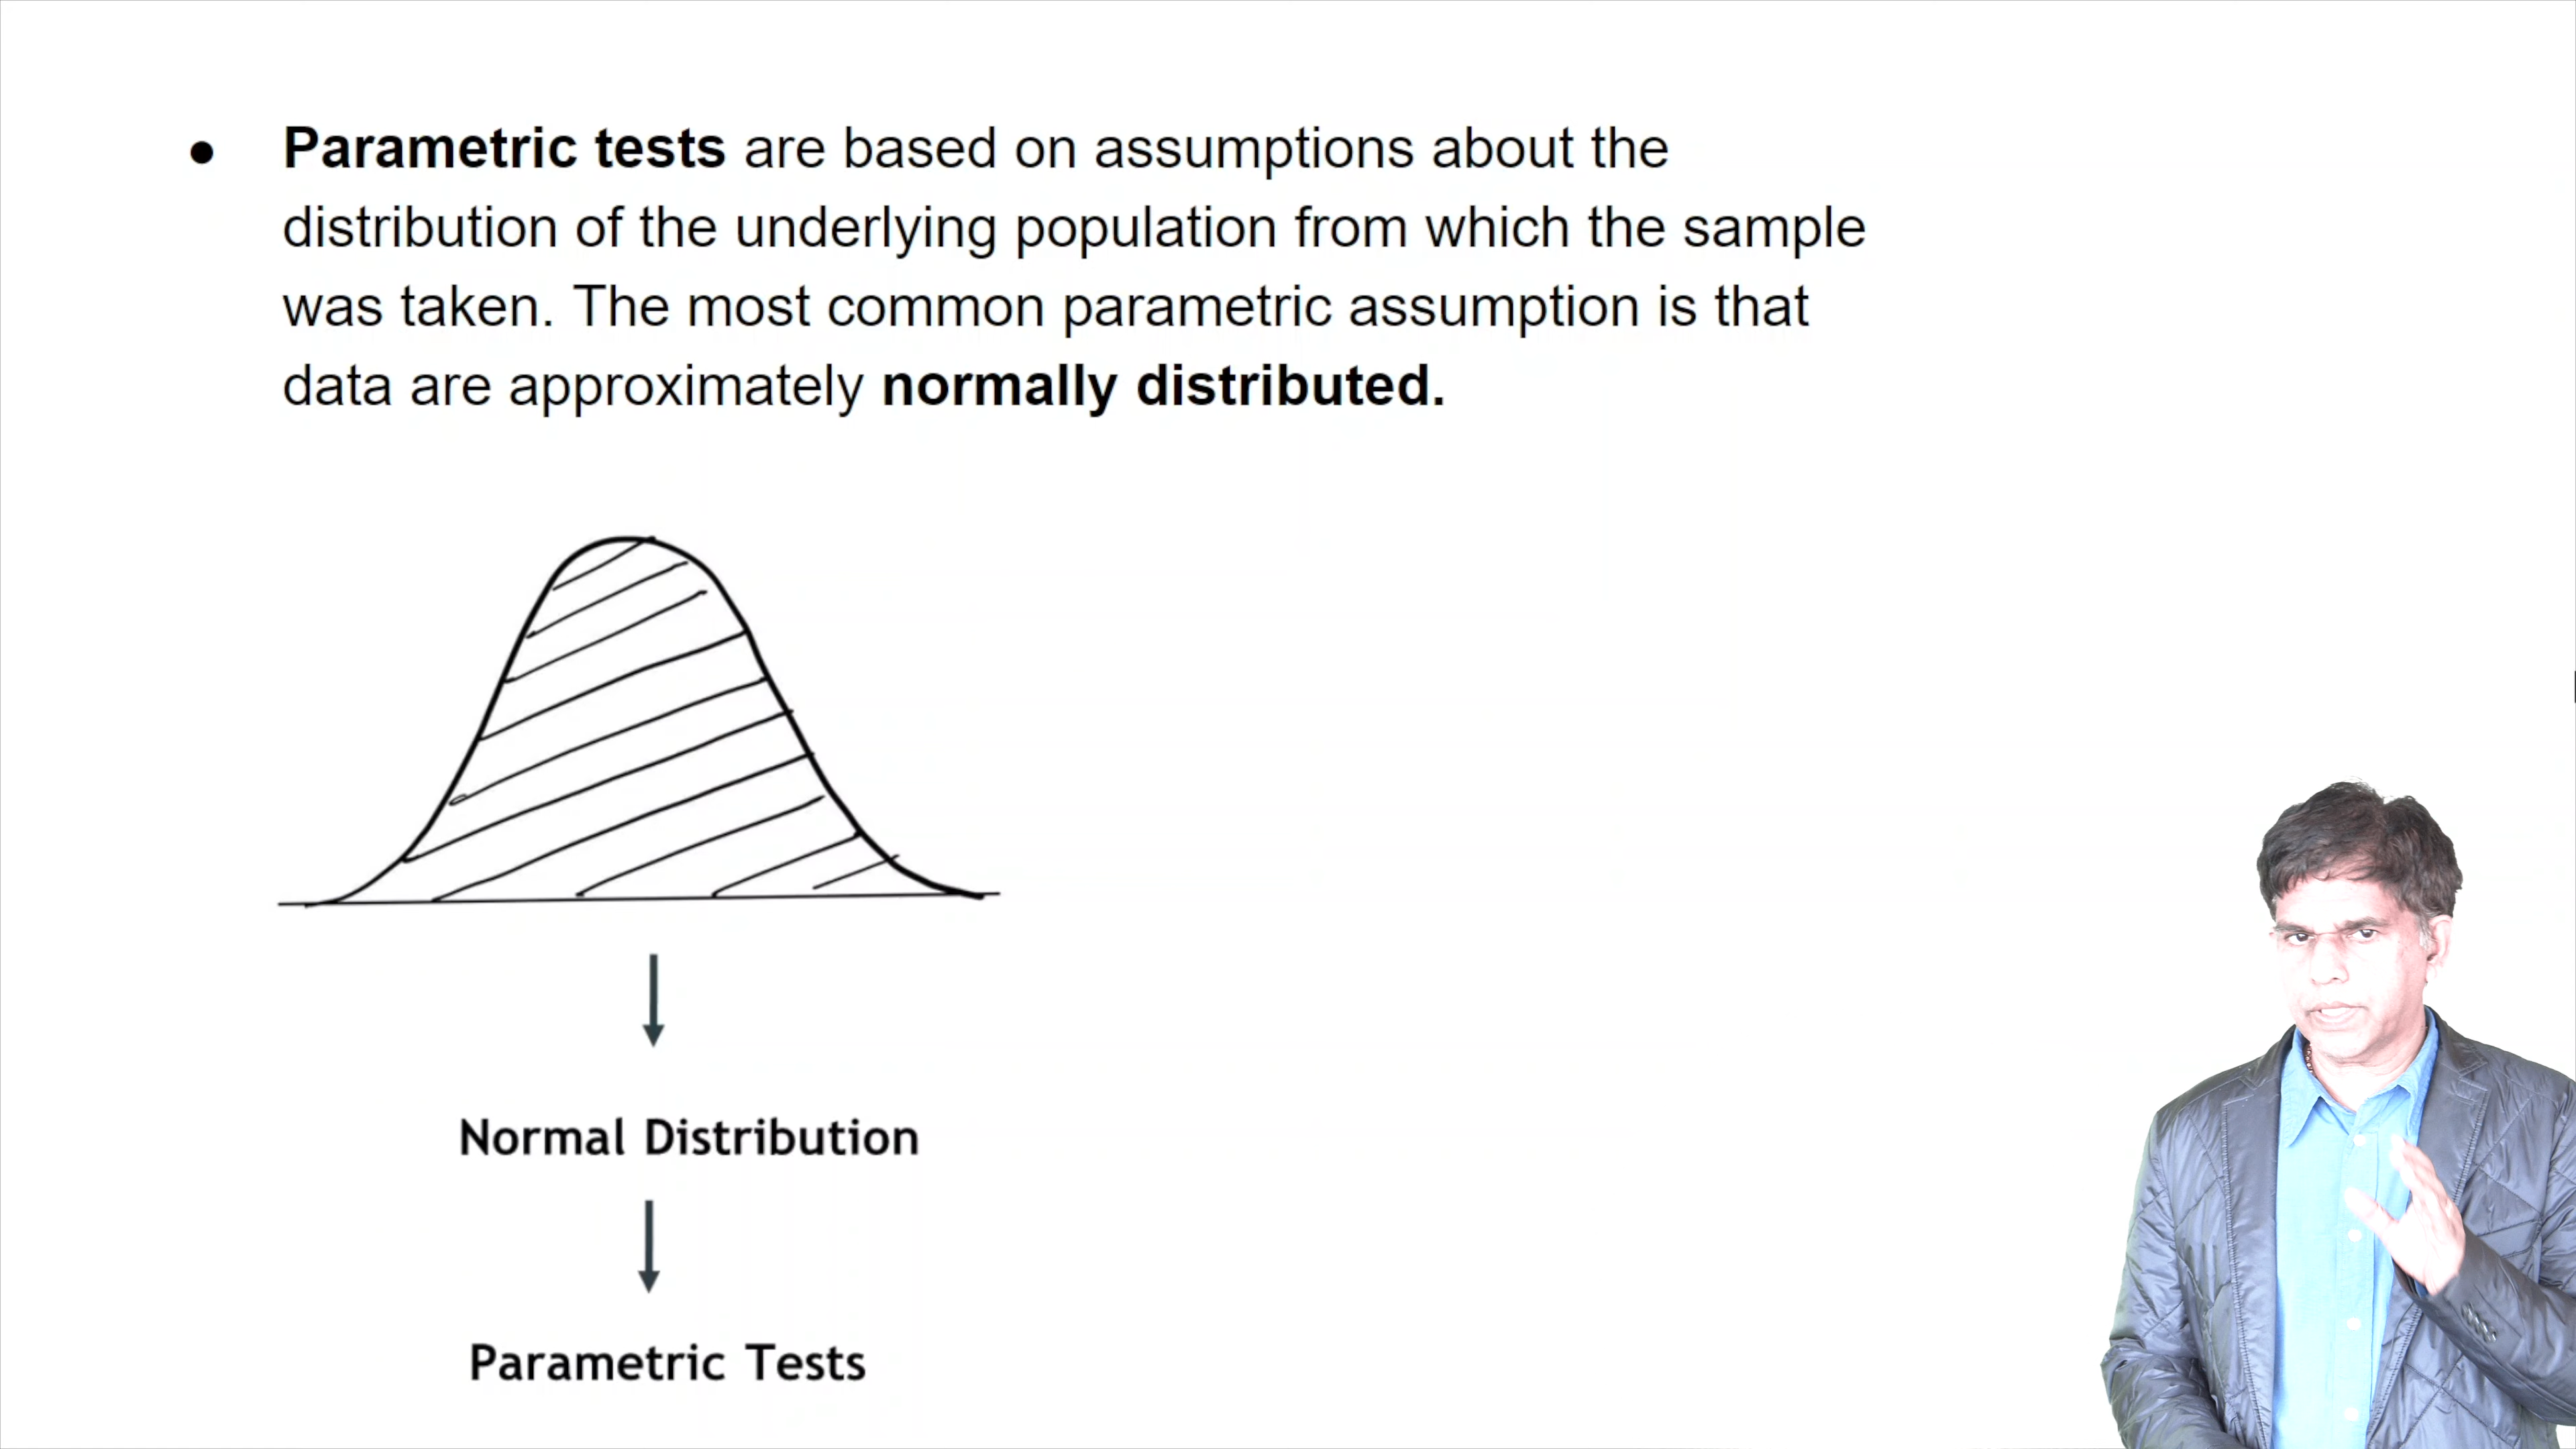 ● Parametric tests are based on assumptions about the
distribution of the underlying population from which the sample
was taken. The most common parametric assumption is that
data are approximately normally distributed.
Normal Distribution
Parametric Tests